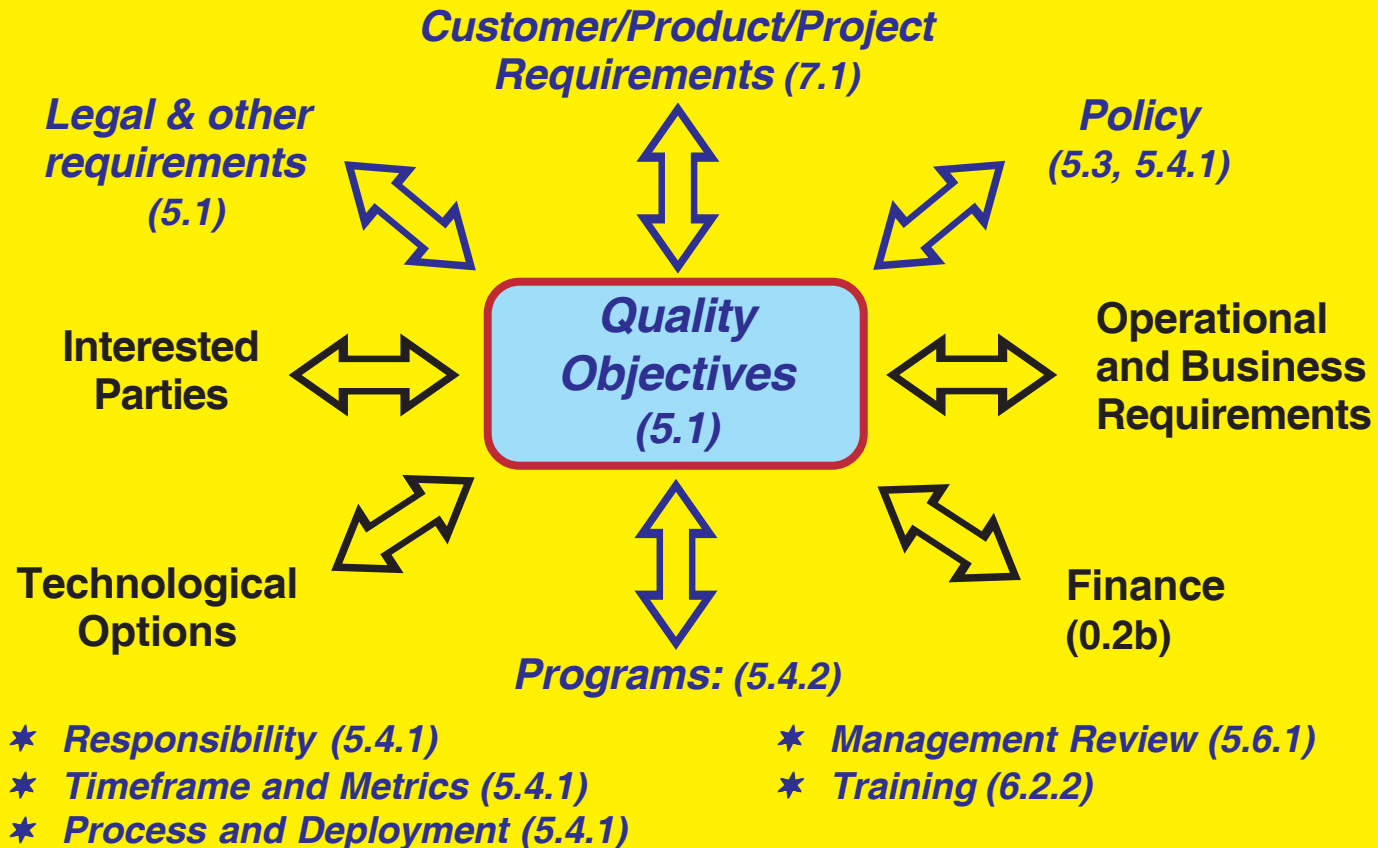 Customer/Product/Project
Requirements (7.1)
Legal & other
requirements
(5.1)
Policy
(5.3, 5.4.1)
Interested
Parties
Quality
Objectives
(5.1)
Operational
and Business
Requirements
Technological
Options
Finance
(0.2b)
Programs: (5.4.2)
Responsibility (5.4.1)
Timeframe and Metrics (5.4.1)
Process and Deployment (5.4.1)
Management Review (5.6.1)
Training (6.2.2)